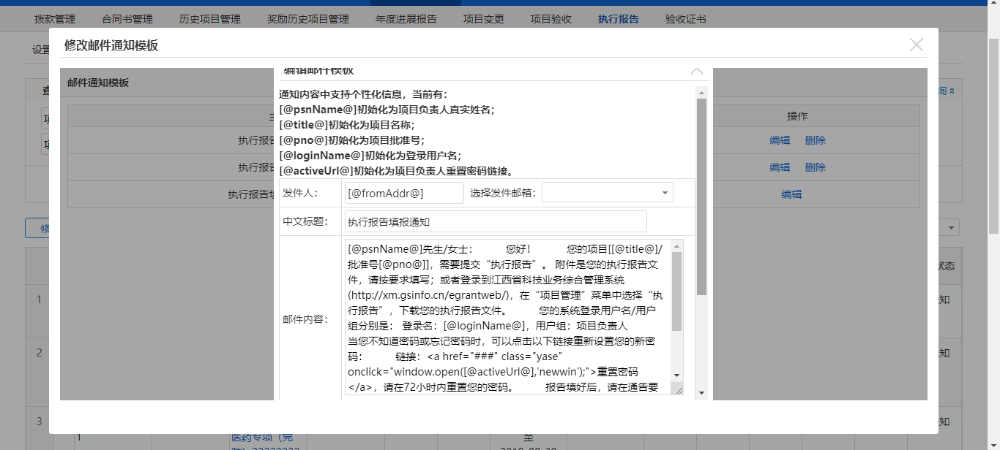 拨款管理 合同书管理 历史项目管理 奖励历史项目管理 年度进展报告 项目变更 项目验收 执行报告 验收证书
设置
修改邮件通知模板
邮件通知模板
编辑邮件模板
通知内容中支持个性化信息，当前有：
[@psnName@]初始化为项目负责人真实姓名；
[@title@]初始化为项目名称；
[@pno@]初始化为项目批准号；
[@loginName@]初始化为登录用户名；
[@activeUrl@]初始化为项目负责人重置密码链接。
发件人： [@fromAddr@] 选择发件邮箱：
中文标题： 执行报告填报通知
邮件内容：
[@psnName@]先生/女士： 您好！ 您的项目[[@title@]/
批准号[@pno@]]，需要提交“执行报告”。 附件是您的执行报告文
件，请按要求填写；或者登录到江西省科技业务综合管理系统
(http://xm.gsinfo.cn/egrantweb/)，在“项目管理”菜单中选择“执
行报告”，下载您的执行报告文件。 您的系统登录用户名/用户
组分别是： 登录名：[@loginName@]，用户组：项目负责人
当您不知道密码或忘记密码时，可以点击以下链接重新设置您的新密
码： 链接：<a href="###" class="yase"
onclick="window.open([@activeUrl@],'newwin');">重置密码
</a>，请在72小时内重置您的密码。 报告填好后，请在通告要
操作
执行报告 编辑 删除
执行报告 编辑 删除
执行报告填 编辑
询
修
状态
1 知
2 知
3 知
1 医药专项（完 至